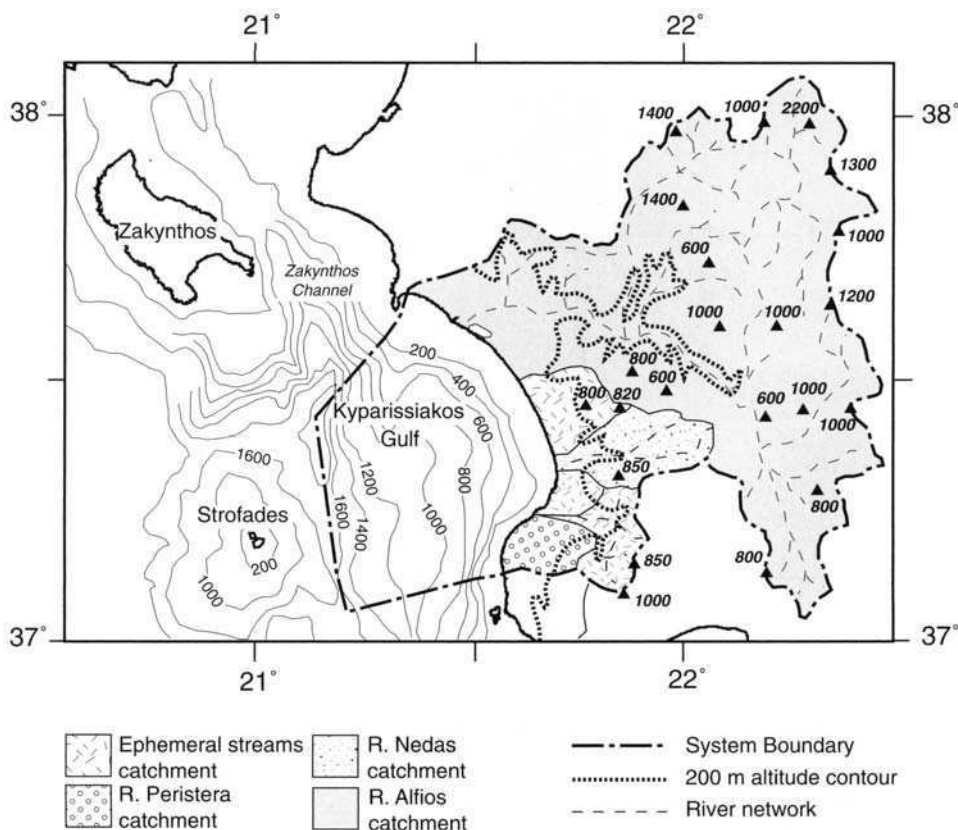 21°
22°
38°
38°
1400
1000
2200
1300
1400
Zakynthos
1000
600
Zakynthos
Channel
1200
1000
1000
200
800
400
600
800
820
600
1000
Kyparissiakos
Gulf
600
1000
1600
1200
800
850
Strofades
1600
1400
1000
800
200
1000
850
800
1000
37°
37°
21°
22°
Ephemeral streams
catchment
R. Peristera
catchment
R. Nedas
catchment
R. Alfios
catchment
System Boundary
200 m altitude contour
River network